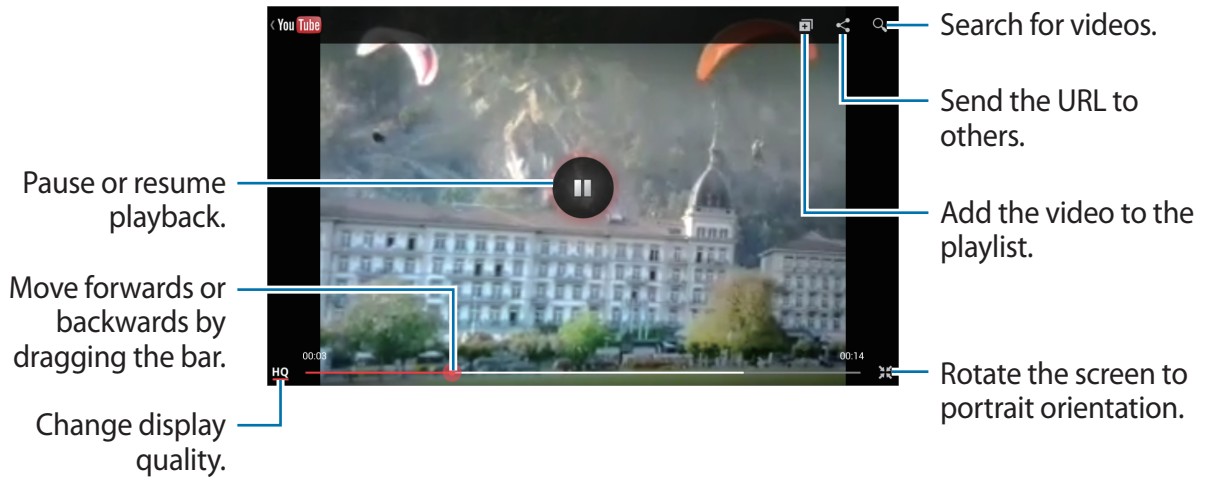 You Tube
Search for videos.
Send the URL to
others.
Pause or resume
playback.
Add the video to the
playlist.
Move forwards or
backwards by
dragging the bar.
00:03
00:14
HQ
Rotate the screen to
portrait orientation.
Change display
quality.